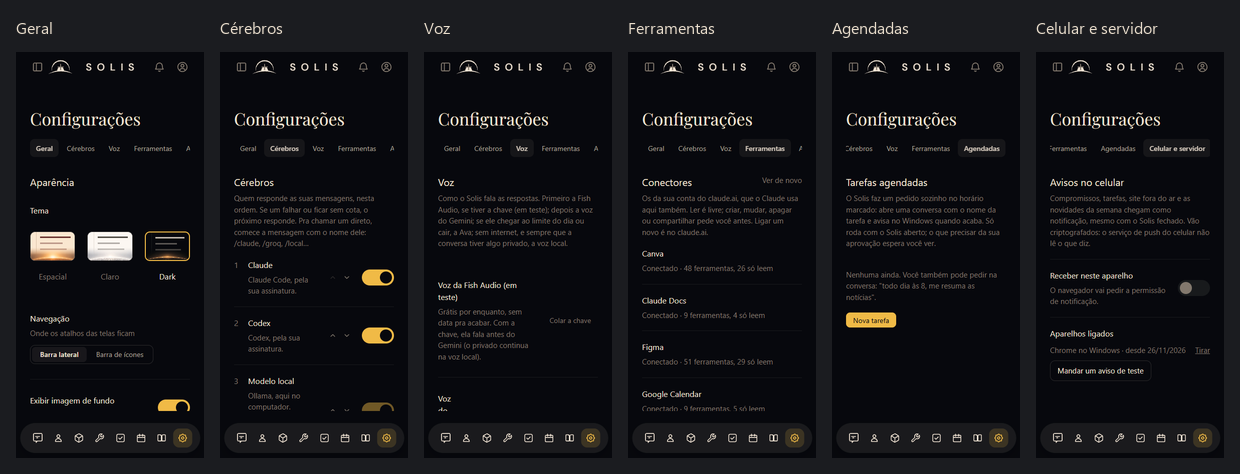 Geral
SOLIS
Configurações
Geral Cérebros Voz Ferramentas A
Aparência
Tema
Espacial Claro Dark
Navegação
Onde os atalhos das telas ficam
Barra lateral Barra de ícones
Exibir imagem de fundo
Cérebros
SOLIS
Configurações
Geral Cérebros Voz Ferramentas A
Cérebros
Quem responde as suas mensagens, nesta
ordem. Se um falhar ou ficar sem cota, o
próximo responde. Pra chamar um direto,
comece a mensagem com o nome dele:
/claude, /groq, /local...
1 Claude
Claude Code, pela
sua assinatura.
2 Codex
Codex, pela sua
assinatura.
3 Modelo local
Ollama, aqui no
computador.
Voz
SOLIS
Configurações
Geral Cérebros Voz Ferramentas A
Voz
Como o Solis fala as respostas. Primeiro a Fish
Audio, se tiver a chave (em teste); depois a voz
do Gemini; se ele chegar ao limite do dia ou
cair, a Ava; sem internet, e sempre que a
conversa tiver algo privado, a voz local.
Voz da Fish Audio (em
teste)
Grátis por enquanto, sem
data pra acabar. Com a
chave, ela fala antes do
Gemini (o privado continua
na voz local).
Colar a chave
Voz
do
Ferramentas
SOLIS
Configurações
Geral Cérebros Voz Ferramentas A
Conectores
Ver de novo
Os da sua conta do claude.ai, que o Claude usa
aqui também. Ler é livre; criar, mudar, apagar
ou compartilhar pede você antes. Ligar um
novo é no claude.ai.
Canva
Conectado · 48 ferramentas, 26 só leem
Claude Docs
Conectado · 9 ferramentas, 4 só leem
Figma
Conectado · 51 ferramentas, 29 só leem
Google Calendar
Conectado · 9 ferramentas, 5 só leem
Agendadas
SOLIS
Configurações
Cérebros Voz Ferramentas Agendadas
Tarefas agendadas
O Solis faz um pedido sozinho no horário
marcado: abre uma conversa com o nome da
tarefa e avisa no Windows quando acaba. Só
roda com o Solis aberto; o que precisar da sua
aprovação espera você ver.
Nenhuma ainda. Você também pode pedir na
conversa: "todo dia às 8, me resuma as
notícias".
Nova tarefa
Celular e servidor
SOLIS
Configurações
Ferramentas Agendadas Celular e servidor
Avisos no celular
Compromissos, tarefas, site fora do ar e as
novidades da semana chegam como
notificação, mesmo com o Solis fechado. Vão
criptografados: o serviço de push do celular não
lê o que diz.
Receber neste aparelho
O navegador vai pedir a permissão
de notificação.
Aparelhos ligados
Chrome no Windows · desde 26/11/2026 Tirar
Mandar um aviso de teste